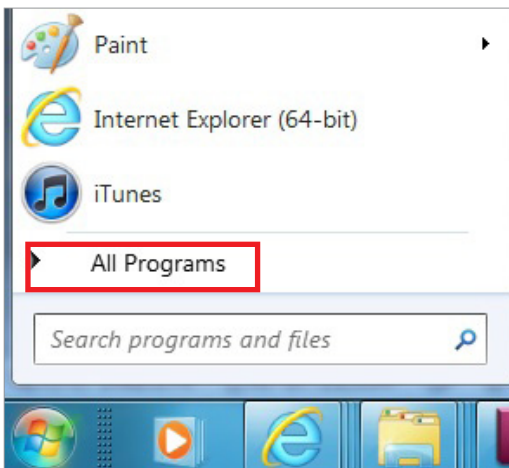 Paint
Internet Explorer (64-bit)
iTunes
All Programs
Search programs and files